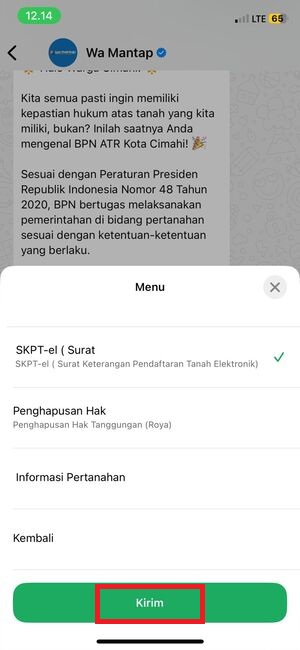 12.14
LTE 65
WA MANTAP
Wa Mantap
Halo Warga Cimahi!
Kita semua pasti ingin memiliki
kepastian hukum atas tanah yang kita
miliki, bukan? Inilah saatnya Anda
mengenal BPN ATR Kota Cimahi! 🎉
Sesuai dengan Peraturan Presiden
Republik Indonesia Nomor 48 Tahun
2020, BPN bertugas melaksanakan
pemerintahan di bidang pertanahan
sesuai dengan ketentuan-ketentuan
yang berlaku.
Menu
SKPT-el ( Surat
SKPT-el ( Surat Keterangan Pendaftaran Tanah Elektronik)
Penghapusan Hak
Penghapusan Hak Tanggungan (Roya)
Informasi Pertanahan
Kembali
Kirim